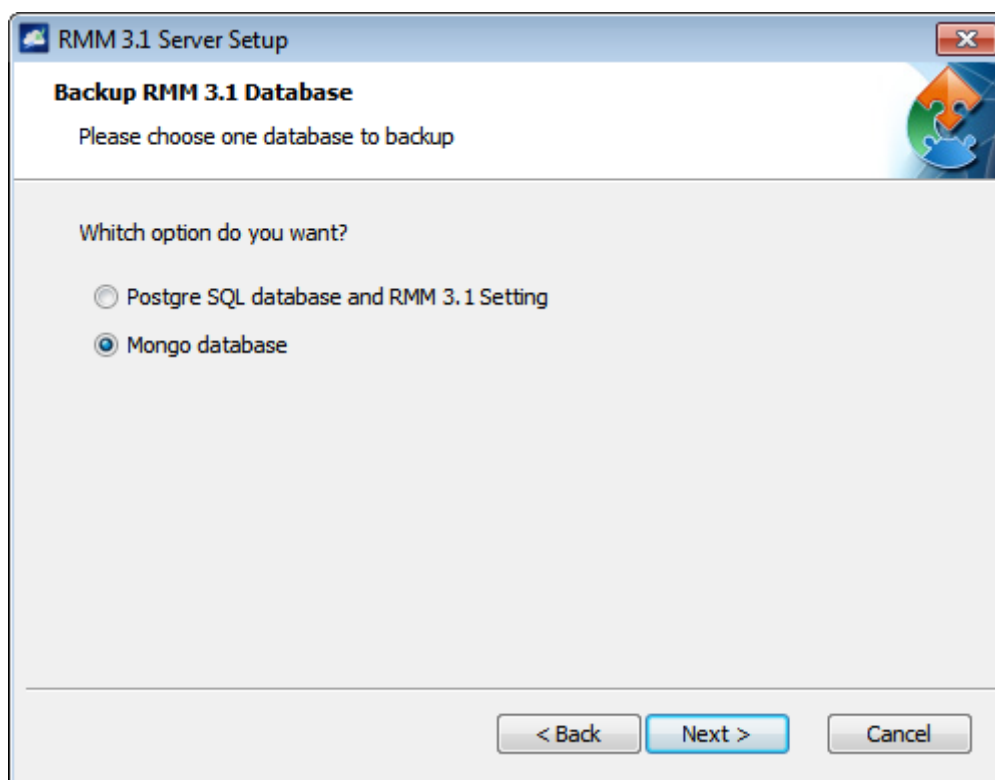 RMM 3.1 Server Setup
Backup RMM 3.1 Database
Please choose one database to backup
Whitch option do you want?
Postgre SQL database and RMM 3.1 Setting
Mongo database
< Back Next > Cancel